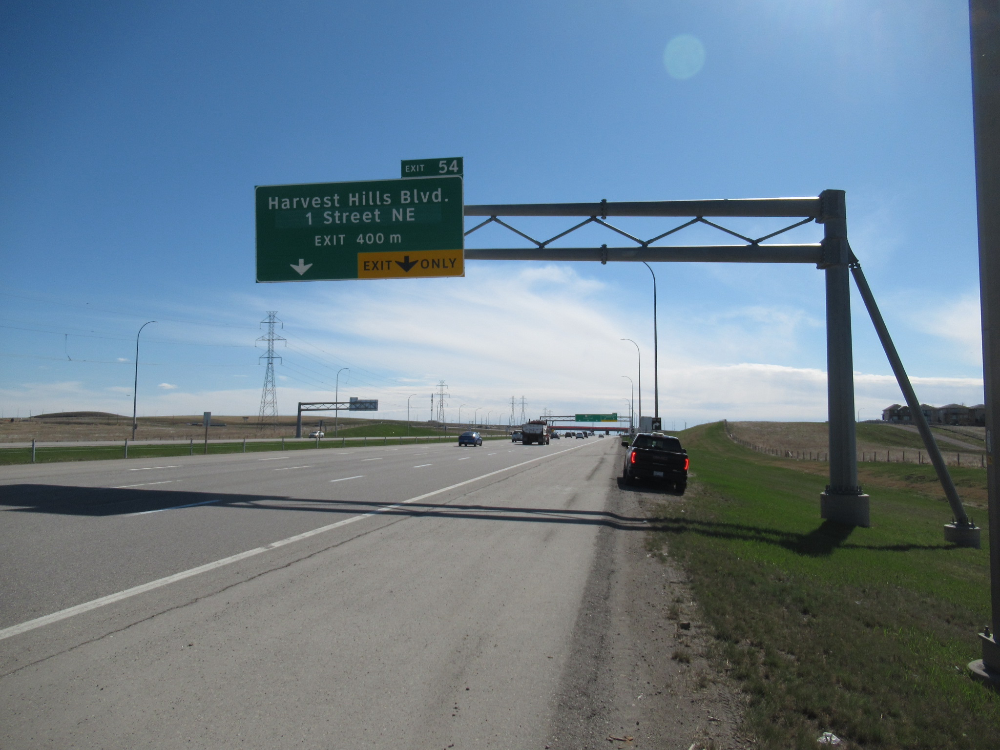 EXIT 54
Harvest Hills Blvd.
1 Street NE
EXIT 400 m
EXIT ONLY